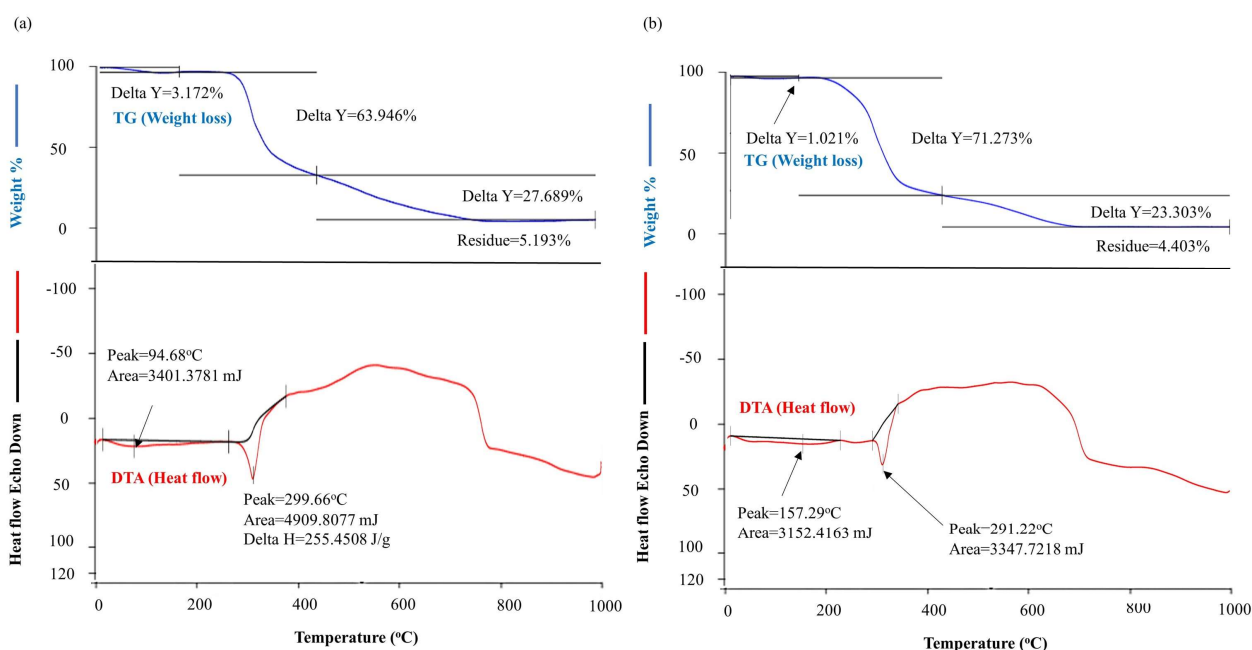 (a)
100
Delta Y=3.172%
TG (Weight loss)
Delta Y=63.946%
50
Delta Y=27.689%
0
Residue=5.193%
Weight %
-100
-50
Peak=94.68°C
Area=3401.3781 mJ
0
DTA (Heat flow)
50
Peak=299.66°C
Area=4909.8077 mJ
Delta H=255.4508 J/g
100
120
Heat flow Echo Down
0
200
400
600
800
1000
Temperature (°C)
(b)
100
Delta Y=1.021%
TG (Weight loss)
Delta Y=71.273%
50
Delta Y=23.303%
0
Residue=4.403%
Weight %
-100
-50
DTA (Heat flow)
0
50
Peak=157.29°C
Area=3152.4163 mJ
Peak=291.22°C
Area=3347.7218 mJ
100
120
Heat flow Echo Down
0
200
400
600
800
1000
Temperature (°C)